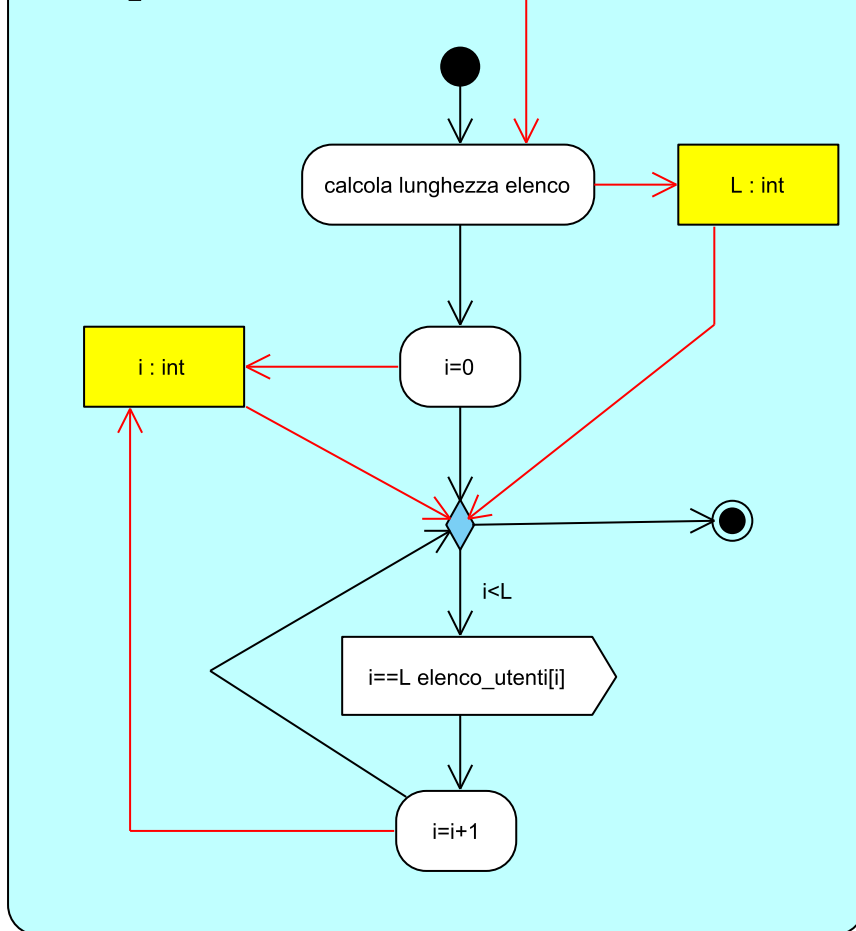 calcola lunghezza elenco
L : int
i : int
i=0
i<L
i==L elenco_utenti[i]
i=i+1